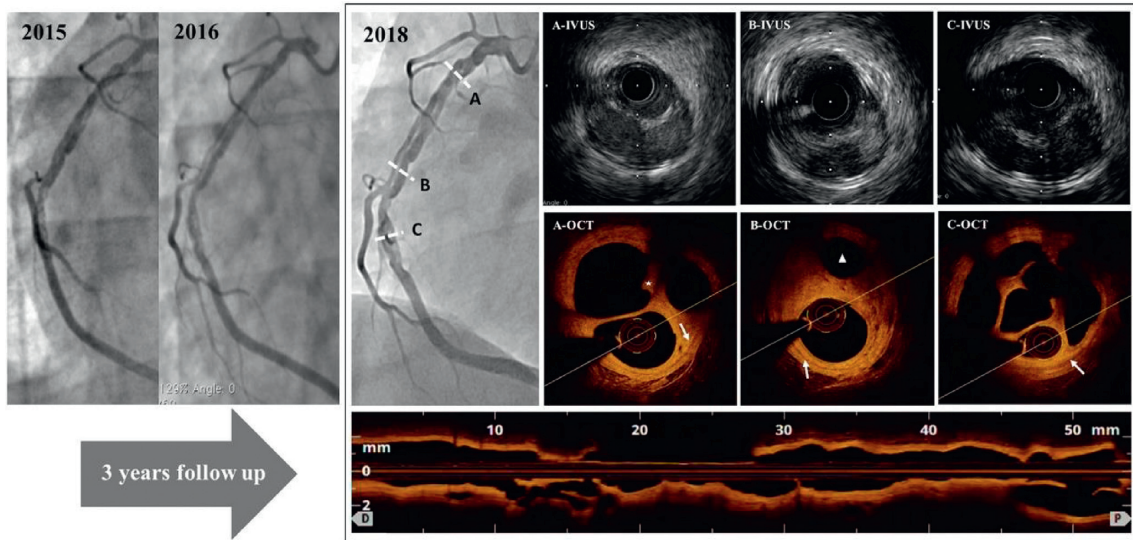 2015
2016
2018
A
B
C
A-IVUS
B-IVUS
C-IVUS
Angle: 0
A-OCT
B-OCT
C-OCT
129% Angle: 0
3 years follow up
10 20 30 40 50 mm
mm
0
2
D
P